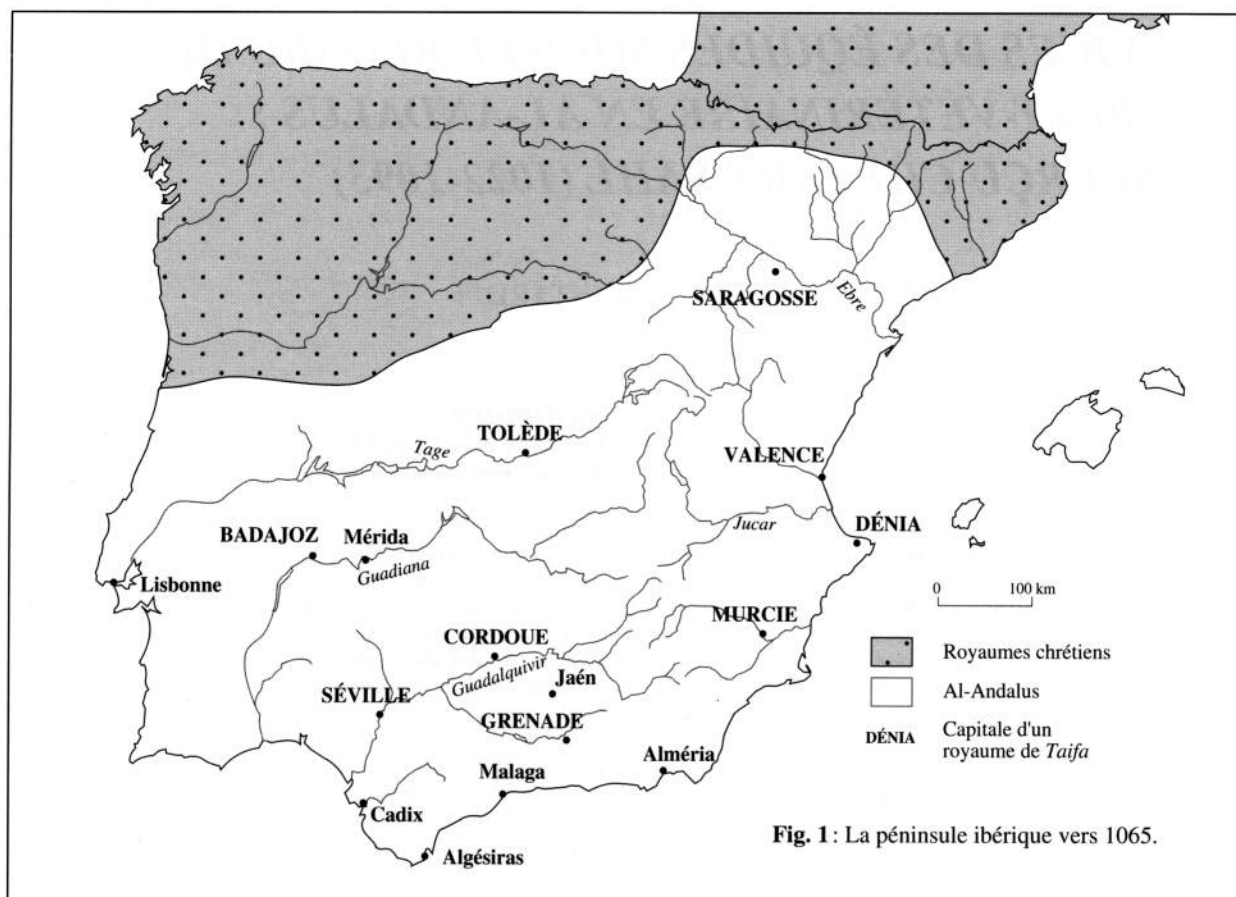 SARAGOSSE
Ebre
TOLÈDE
Tage
VALENCE
Jucar
DÉNIA
BADAJOZ
Mérida
Guadiana
Lisbonne
0 100 km
MURCIE
CORDOUE
Guadalquivir
Jaén
SÉVILLE
GRENADE
Alméria
Malaga
Cadix
Algésiras
Royaumes chrétiens
Al-Andalus
DÉNIA Capitale d'un
royaume de Taifa
Fig. 1 : La péninsule ibérique vers 1065.